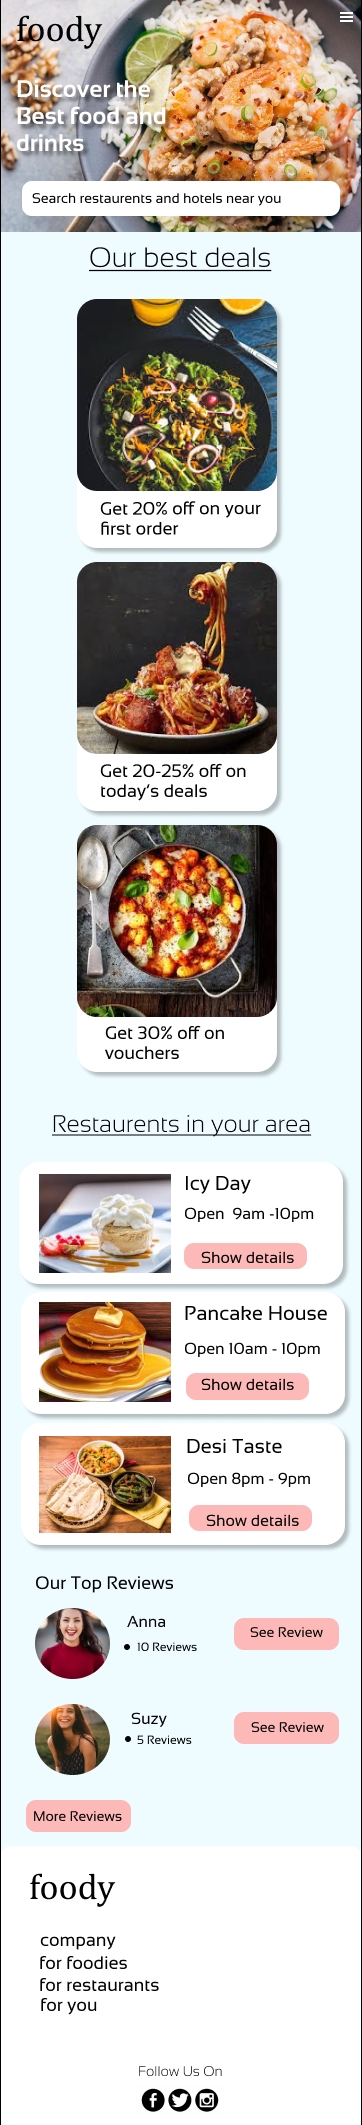 foody
Discover the
Best food and
drinks
Search restaurents and hotels near you
Our best deals
Get 20% off on your
first order
Get 20-25% off on
today's deals
Get 30% off on
vouchers
Restaurents in your area
Icy Day
Open 9am -10pm
Show details
Pancake House
Open 10am - 10pm
Show details
Desi Taste
Open 8pm - 9pm
Show details
Our Top Reviews
Anna
See Review
• 10 Reviews
Suzy
See Review
• 5 Reviews
More Reviews
foody
company
for foodies
for restaurants
for you
Follow Us On